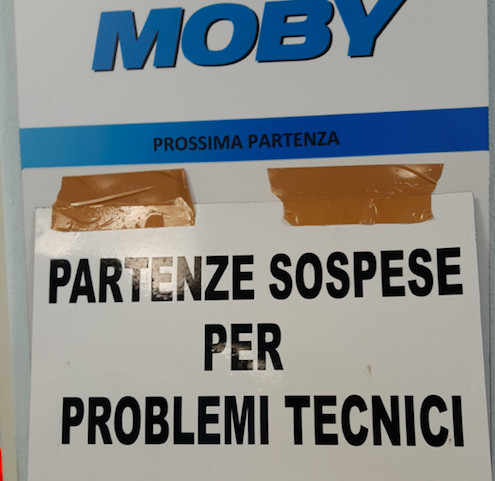 MOBY
PROSSIMA PARTENZA
PARTENZE SOSPESE
PER
PROBLEMI TECNICI